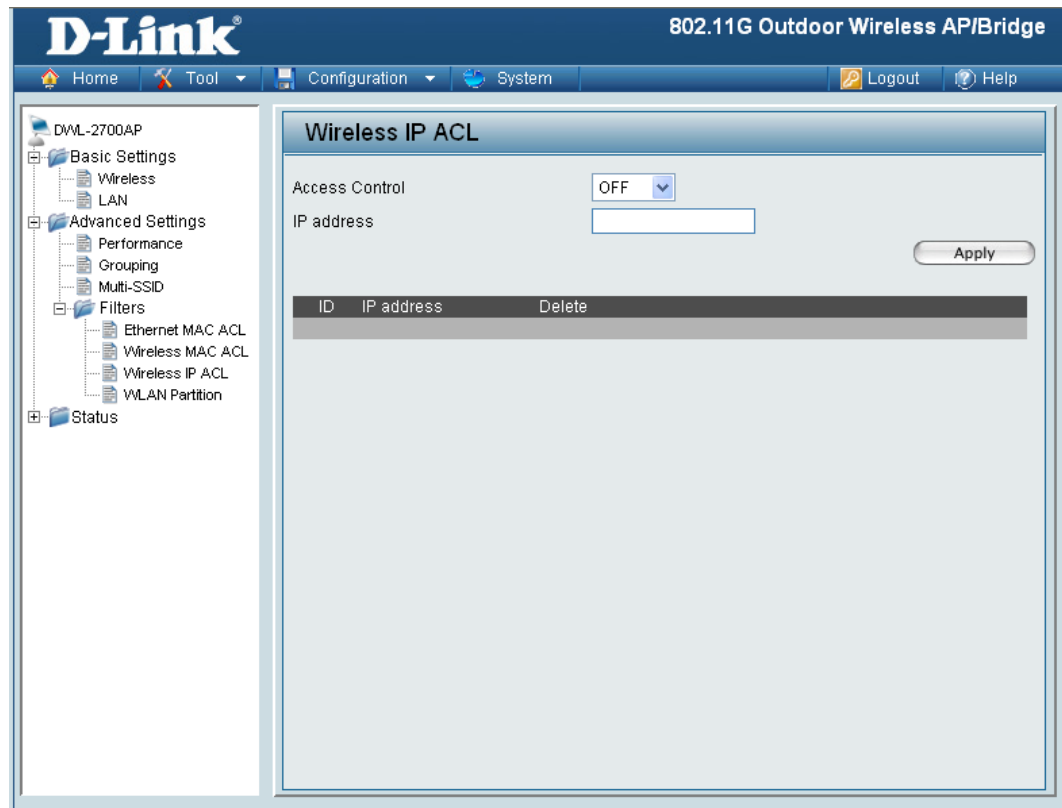 D-Link®
802.11G Outdoor Wireless AP/Bridge
Home Tool Configuration System Logout Help
DWL-2700AP
Basic Settings
Wireless
LAN
Advanced Settings
Performance
Grouping
Multi-SSID
Filters
Ethernet MAC ACL
Wireless MAC ACL
Wireless IP ACL
WLAN Partition
Status
Wireless IP ACL
Access Control OFF
IP address
Apply
ID IP address Delete